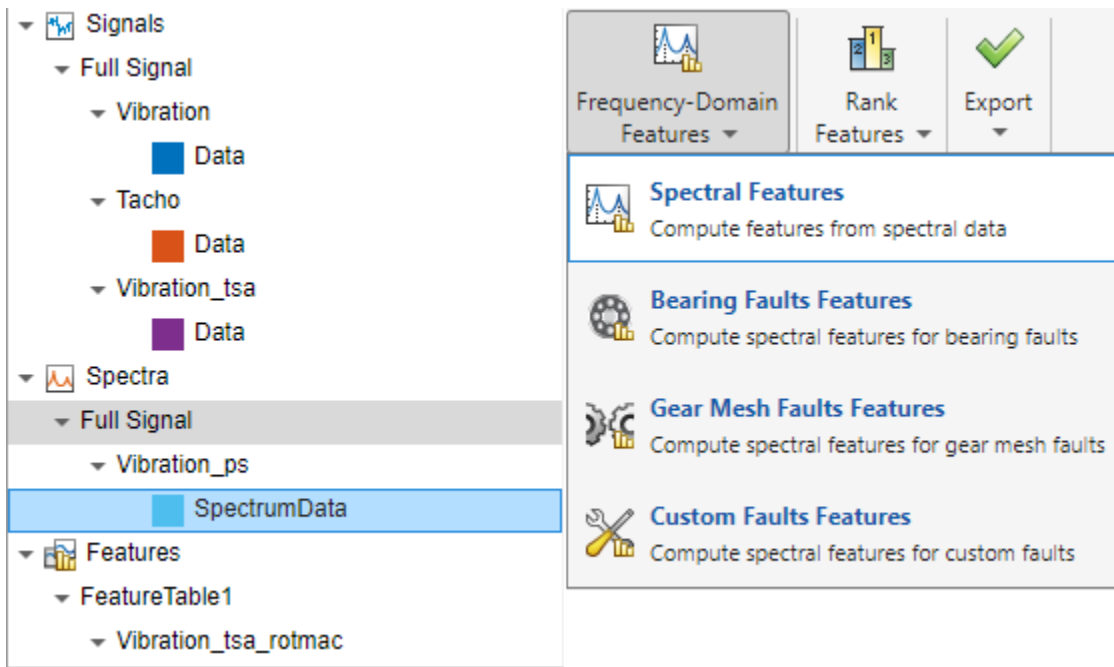 Signals
Full Signal
Vibration
Data
Tacho
Data
Vibration_tsa
Data
Spectra
Full Signal
Vibration_ps
SpectrumData
Features
FeatureTable1
Vibration_tsa_rotmac
Frequency-Domain
Features
2 1 3
Rank
Features
Export
Spectral Features
Compute features from spectral data
Bearing Faults Features
Compute spectral features for bearing faults
Gear Mesh Faults Features
Compute spectral features for gear mesh faults
Custom Faults Features
Compute spectral features for custom faults